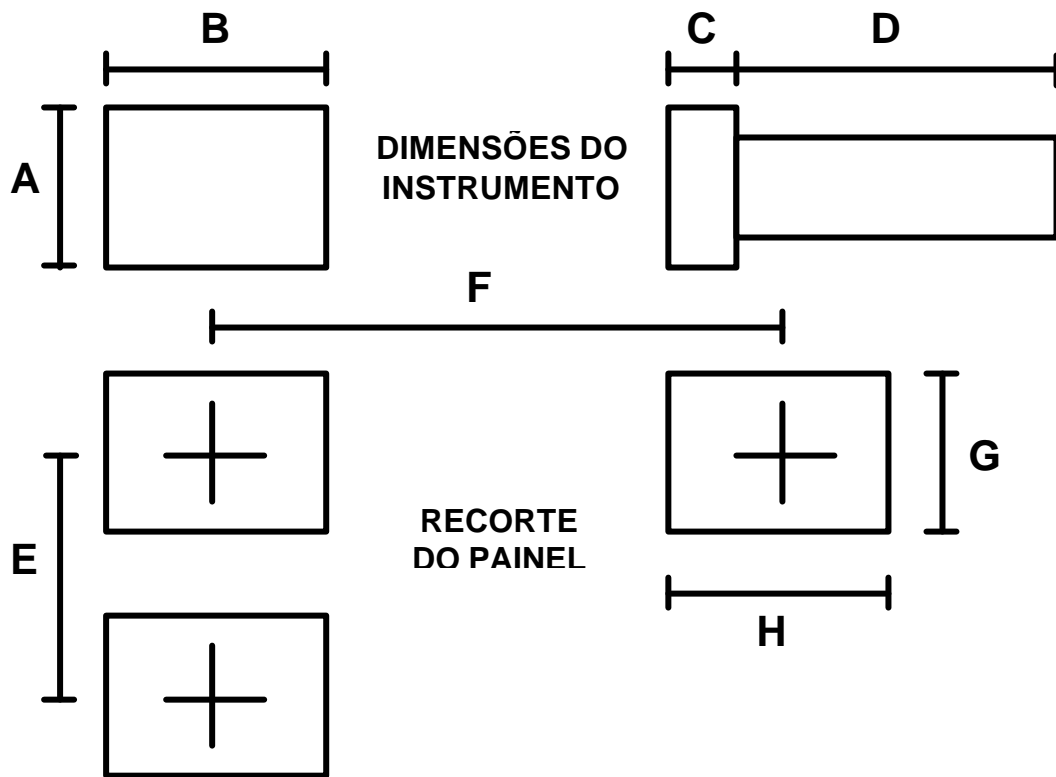 B
C
D
A
DIMENSÕES DO
INSTRUMENTO
F
G
RECORTE
DO PAINEL
E
H